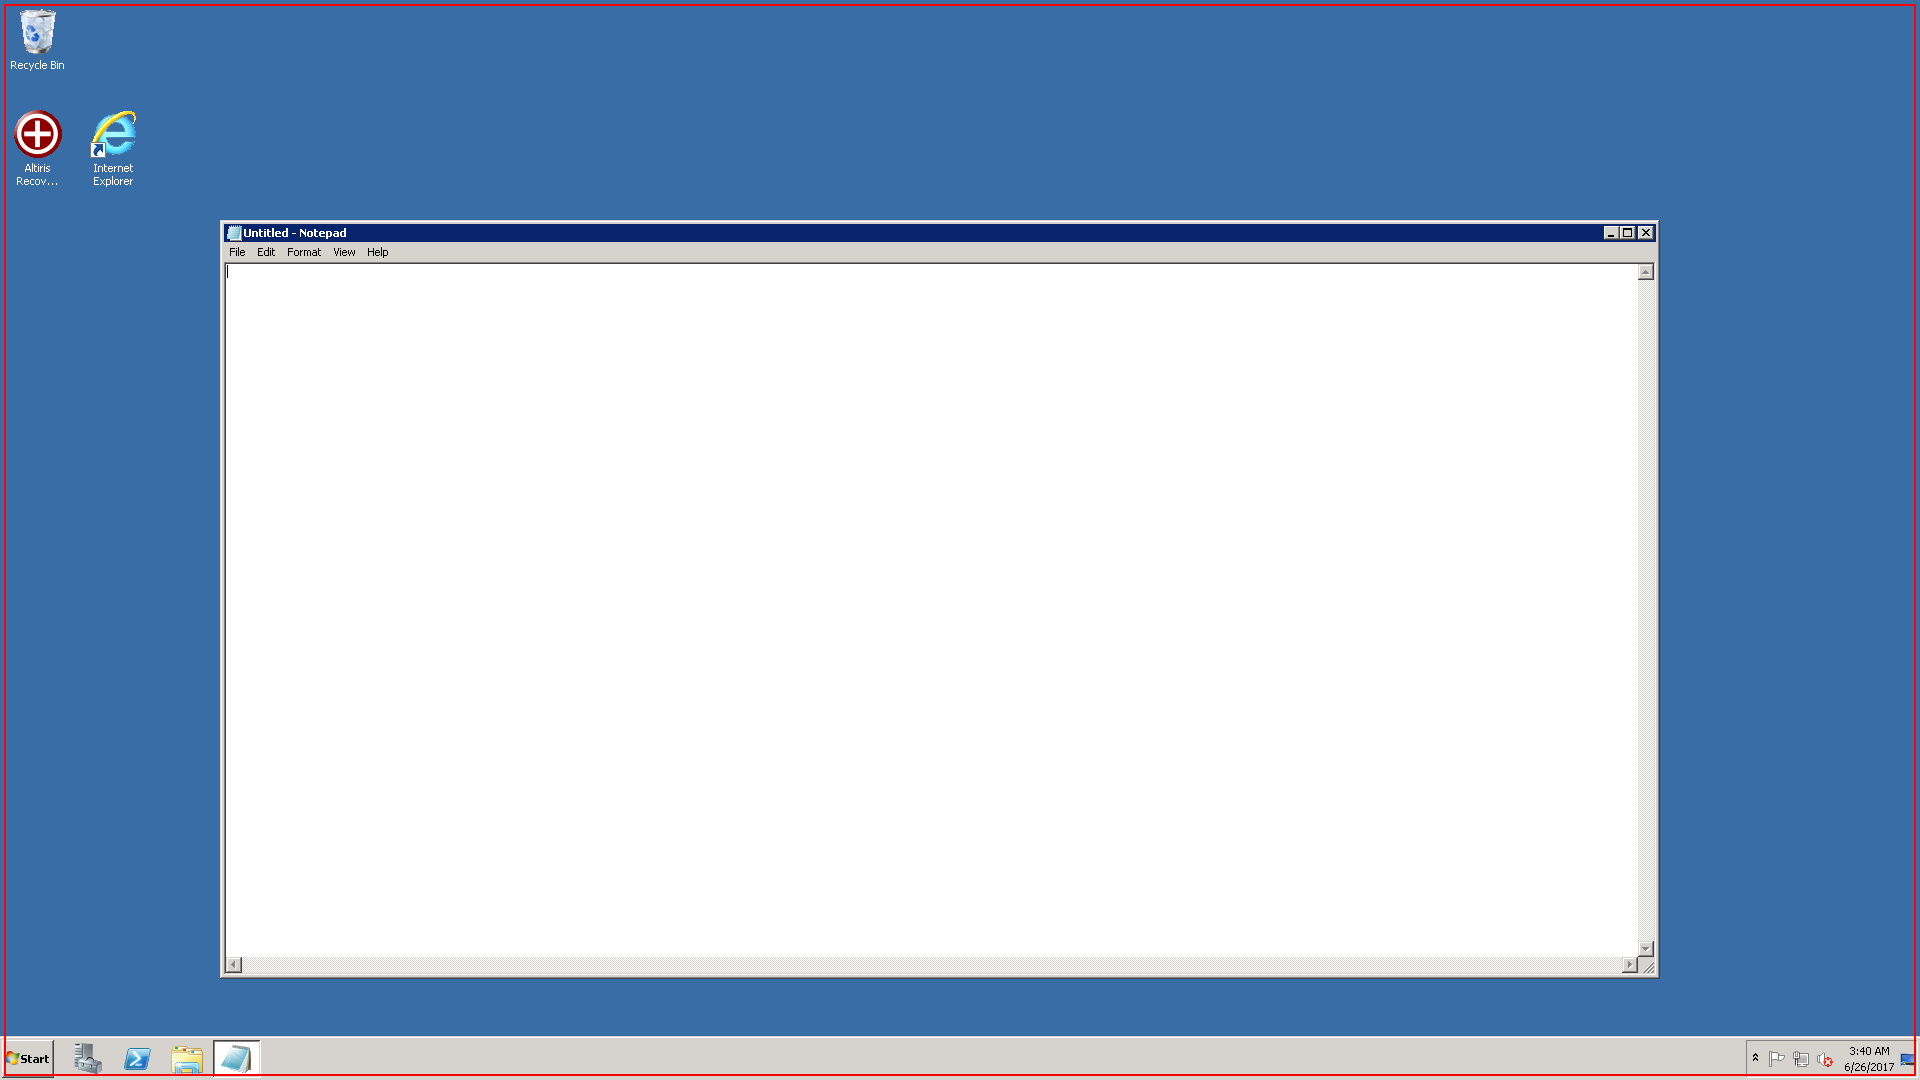 Recycle Bin
Altiris
Recov...
Internet
Explorer
Untitled - Notepad
File Edit Format View Help
Start
3:40 AM
6/26/2017